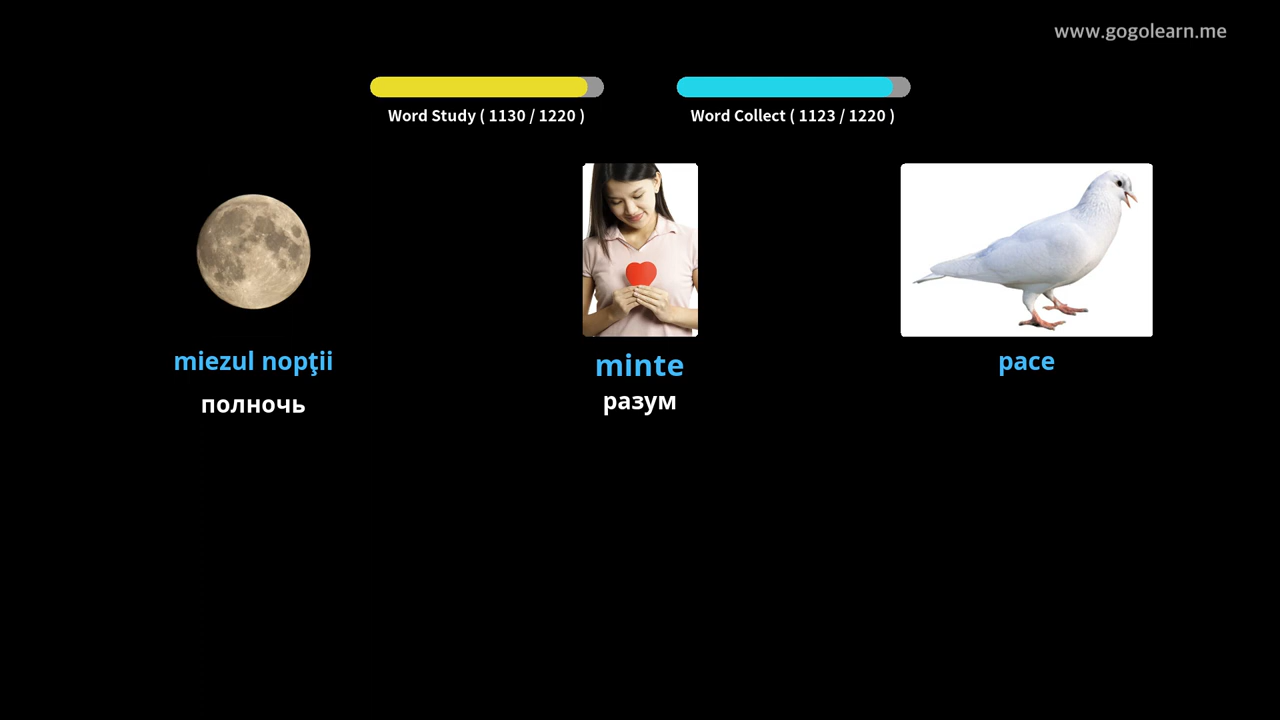 www.gogolearn.me
Word Study ( 1130 / 1220 )
Word Collect ( 1123 / 1220 )
miezul nopţii
minte
pace
полночь
разум